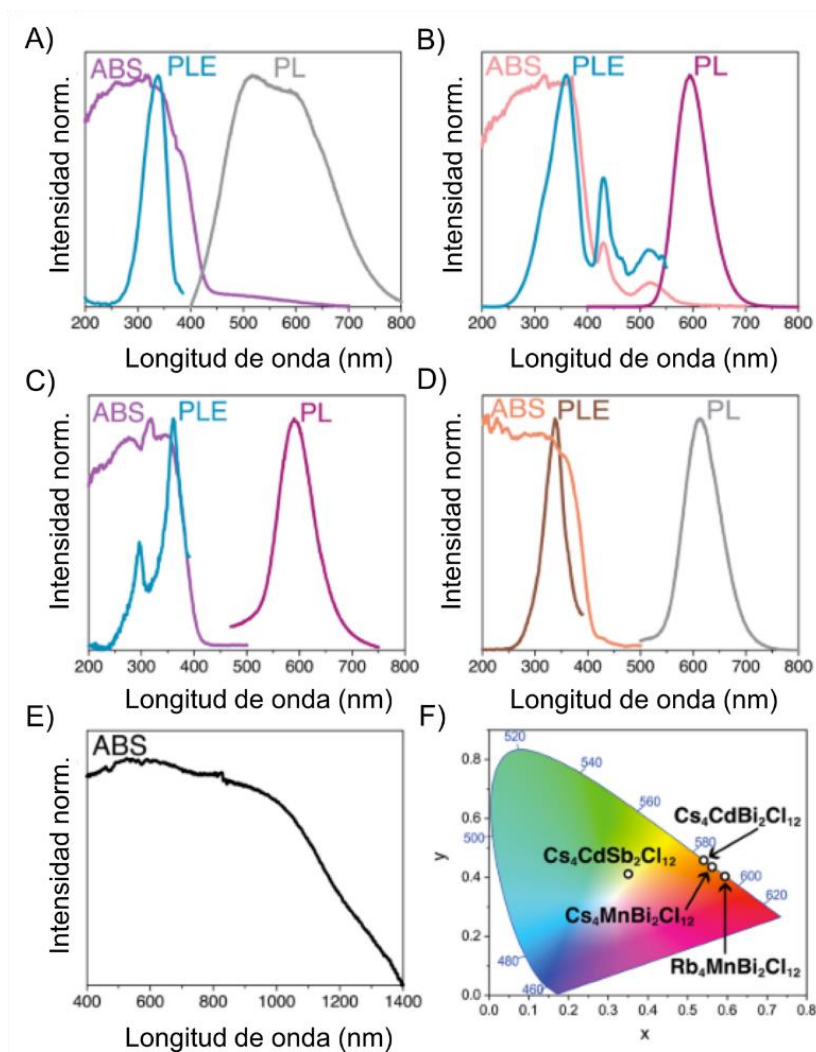 A)
ABS
PLE
PL
Intensidad norm.
200 300 400 500 600 700 800
Longitud de onda (nm)
B)
ABS
PLE
PL
Intensidad norm.
200 300 400 500 600 700 800
Longitud de onda (nm)
C)
ABS
PLE
PL
Intensidad norm.
200 300 400 500 600 700 800
Longitud de onda (nm)
D)
ABS
PLE
PL
Intensidad norm.
200 300 400 500 600 700 800
Longitud de onda (nm)
E)
ABS
Intensidad norm.
400 600 800 1000 1200 1400
Longitud de onda (nm)
F)
0.8
0.6
0.4
0.2
0.0
y
520
540
560
500
580
600
620
480
460
Cs₄CdBi₂Cl₁₂
Cs₄CdSb₂Cl₁₂
Cs₄MnBi₂Cl₁₂
Rb₄MnBi₂Cl₁₂
0.0 0.1 0.2 0.3 0.4 0.5 0.6 0.7 0.8
x